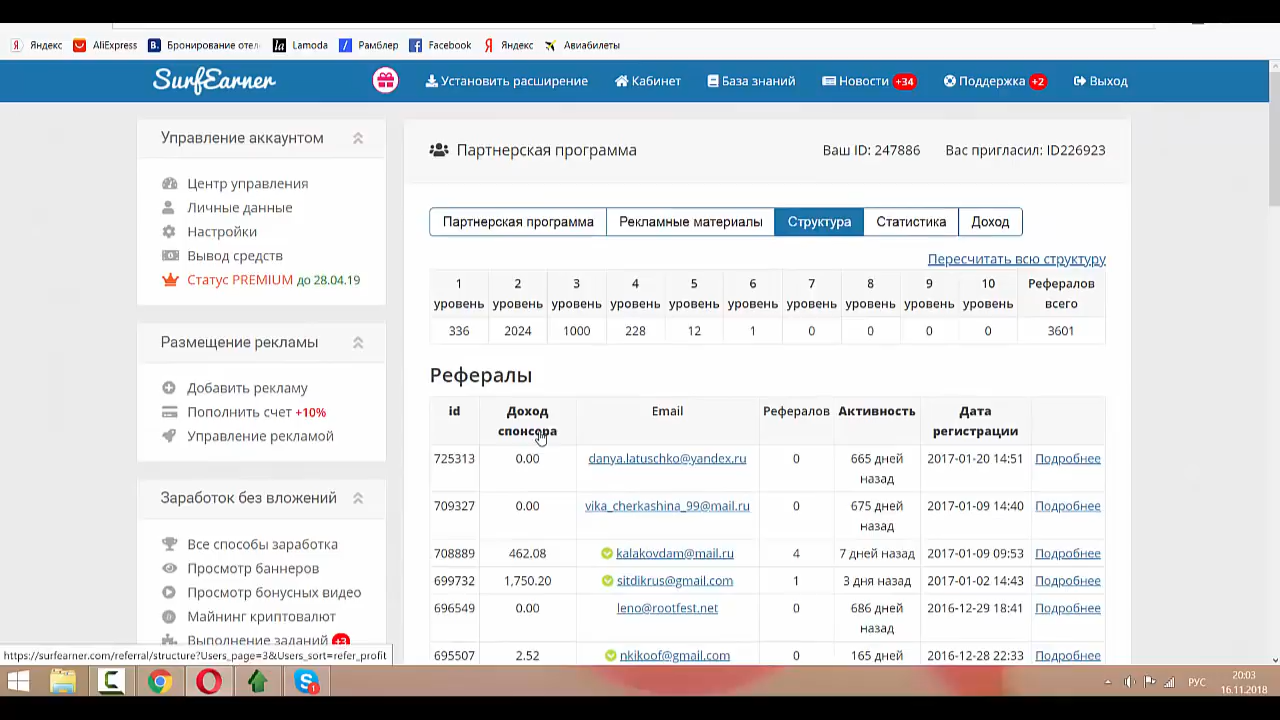 Яндекс AliExpress Бронирование отел Lamoda Рамблер Facebook Яндекс Авиабилеты
SurfEarner Установить расширение Кабинет База знаний Новости +34 Поддержка +2 Выход
Управление аккаунтом
Центр управления
Личные данные
Настройки
Вывод средств
Статус PREMIUM до 28.04.19
Размещение рекламы
Добавить рекламу
Пополнить счет +10%
Управление рекламой
Заработок без вложений
Все способы заработка
Просмотр баннеров
Просмотр бонусных видео
Майнинг криптовалют
Выполнение заданий +3
Партнерская программа Ваш ID: 247886 Вас пригласил: ID226923
Партнерская программа Рекламные материалы Структура Статистика Доход
Пересчитать всю структуру
1 2 3 4 5 6 7 8 9 10 Рефералов
уровень уровень уровень уровень уровень уровень уровень уровень уровень уровень всего
336 2024 1000 228 12 1 0 0 0 0 3601
Рефералы
id Доход Email Рефералов Активность Дата
спонсора регистрации
725313 0.00 danya.latuschko@yandex.ru 0 665 дней 2017-01-20 14:51 Подробнее
назад
709327 0.00 vika_cherkashina_99@mail.ru 0 675 дней 2017-01-09 14:40 Подробнее
назад
708889 462.08 kalakovdam@mail.ru 4 7 дней назад 2017-01-09 09:53 Подробнее
699732 1,750.20 sitdikrus@gmail.com 1 3 дня назад 2017-01-02 14:43 Подробнее
696549 0.00 leno@rootfest.net 0 686 дней 2016-12-29 18:41 Подробнее
назад
695507 2.52 nkikoof@gmail.com 0 165 дней 2016-12-28 22:33 Подробнее
https://surfearner.com/referral/structure?Users_page=3&Users_sort=refer_profit
РУС 20:03
16.11.2018